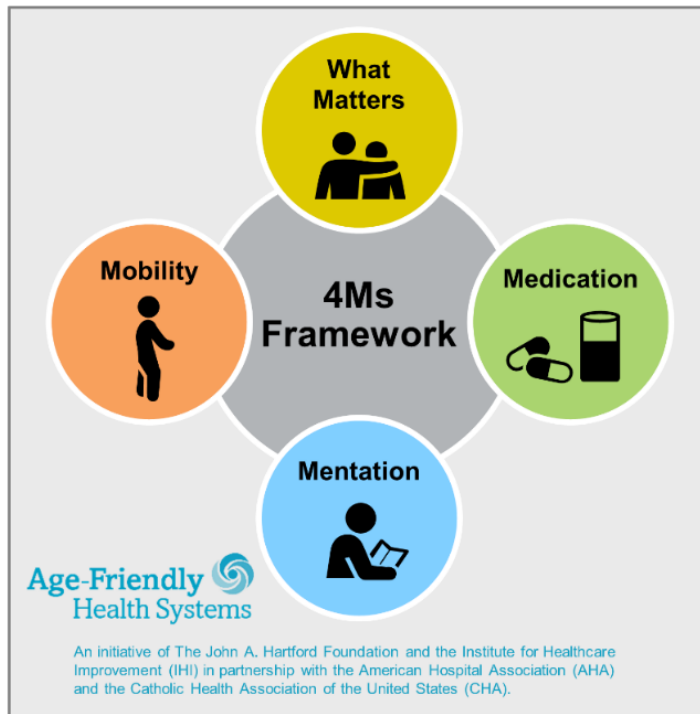 What
Matters
Mobility
4Ms
Framework
Medication
Mentation
Age-Friendly
Health Systems
An initiative of The John A. Hartford Foundation and the Institute for Healthcare
Improvement (IHI) in partnership with the American Hospital Association (AHA)
and the Catholic Health Association of the United States (CHA).